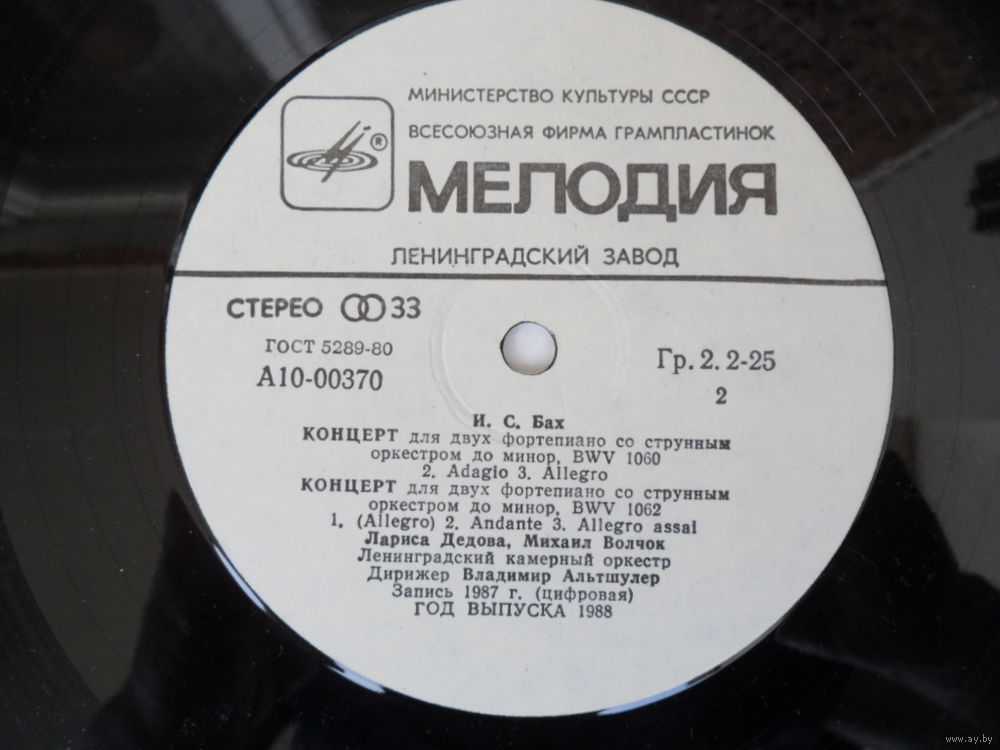 МИНИСТЕРСТВО КУЛЬТУРЫ СССР
ВСЕСОЮЗНАЯ ФИРМА ГРАМПЛАСТИНОК
®
МЕЛОДИЯ
ЛЕНИНГРАДСКИЙ ЗАВОД
СТЕРЕО 33
ГОСТ 5289-80
А10-00370
Гр. 2. 2-25
2
И. С. Бах
КОНЦЕРТ для двух фортепиано со струнным
оркестром до минор, BWV 1060
2. Adagio 3. Allegro
КОНЦЕРТ для двух фортепиано со струнным
оркестром до минор, BWV 1062
1. (Allegro) 2. Andante 3. Allegro assai
Лариса Дедова, Михаил Волчок
Ленинградский камерный оркестр
Дирижер Владимир Альтшулер
Запись 1987 г. (цифровая)
ГОД ВЫПУСКА 1988
www.ay.by